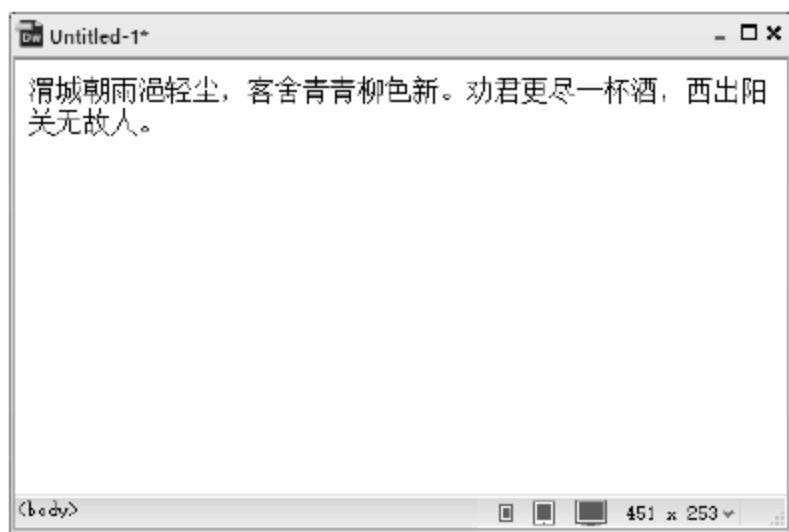 Dw Untitled-1*
渭城朝雨浥轻尘，客舍青青柳色新。劝君更尽一杯酒，西出阳
关无故人。
<body> 451 x 253